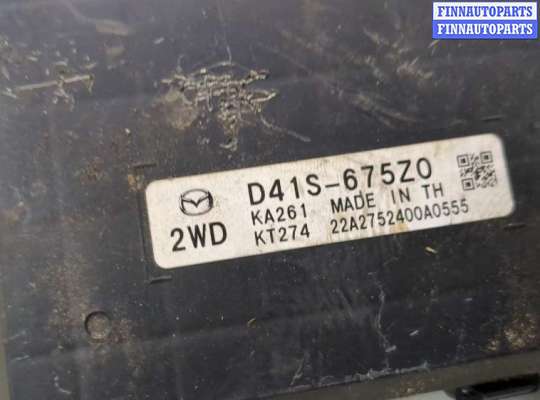 FINNAUTOPARTS
FINNAUTOPARTS
D41S-675Z0
KA261 MADE IN TH
2WD KT274 22A2752400A0555